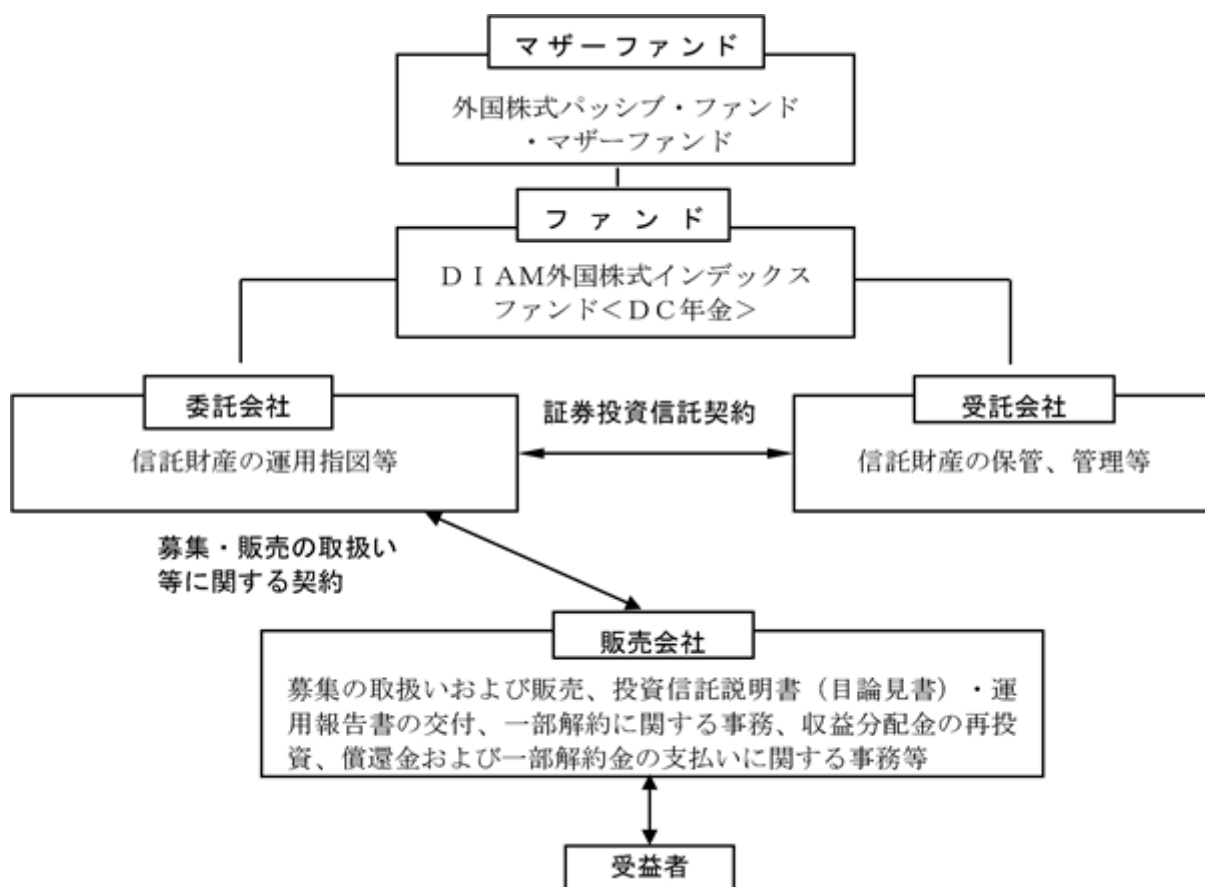 マザーファンド
外国株式パッシブ・ファンド
・マザーファンド
ファンド
ＤＩＡＭ外国株式インデックス
ファンド＜ＤＣ年金＞
委託会社
信託財産の運用指図等
証券投資信託契約
受託会社
信託財産の保管、管理等
募集・販売の取扱い
等に関する契約
販売会社
募集の取扱いおよび販売、投資信託説明書（目論見書）・運
用報告書の交付、一部解約に関する事務、収益分配金の再投
資、償還金および一部解約金の支払いに関する事務等
受益者